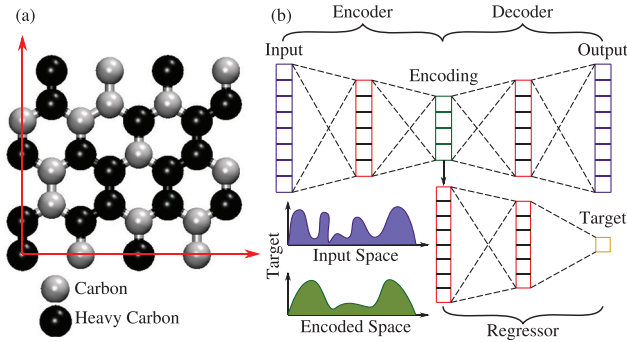 (a)
Carbon
Heavy Carbon
(b)
Encoder
Decoder
Input
Encoding
Output
Target
Input Space
Encoded Space
Target
Regressor